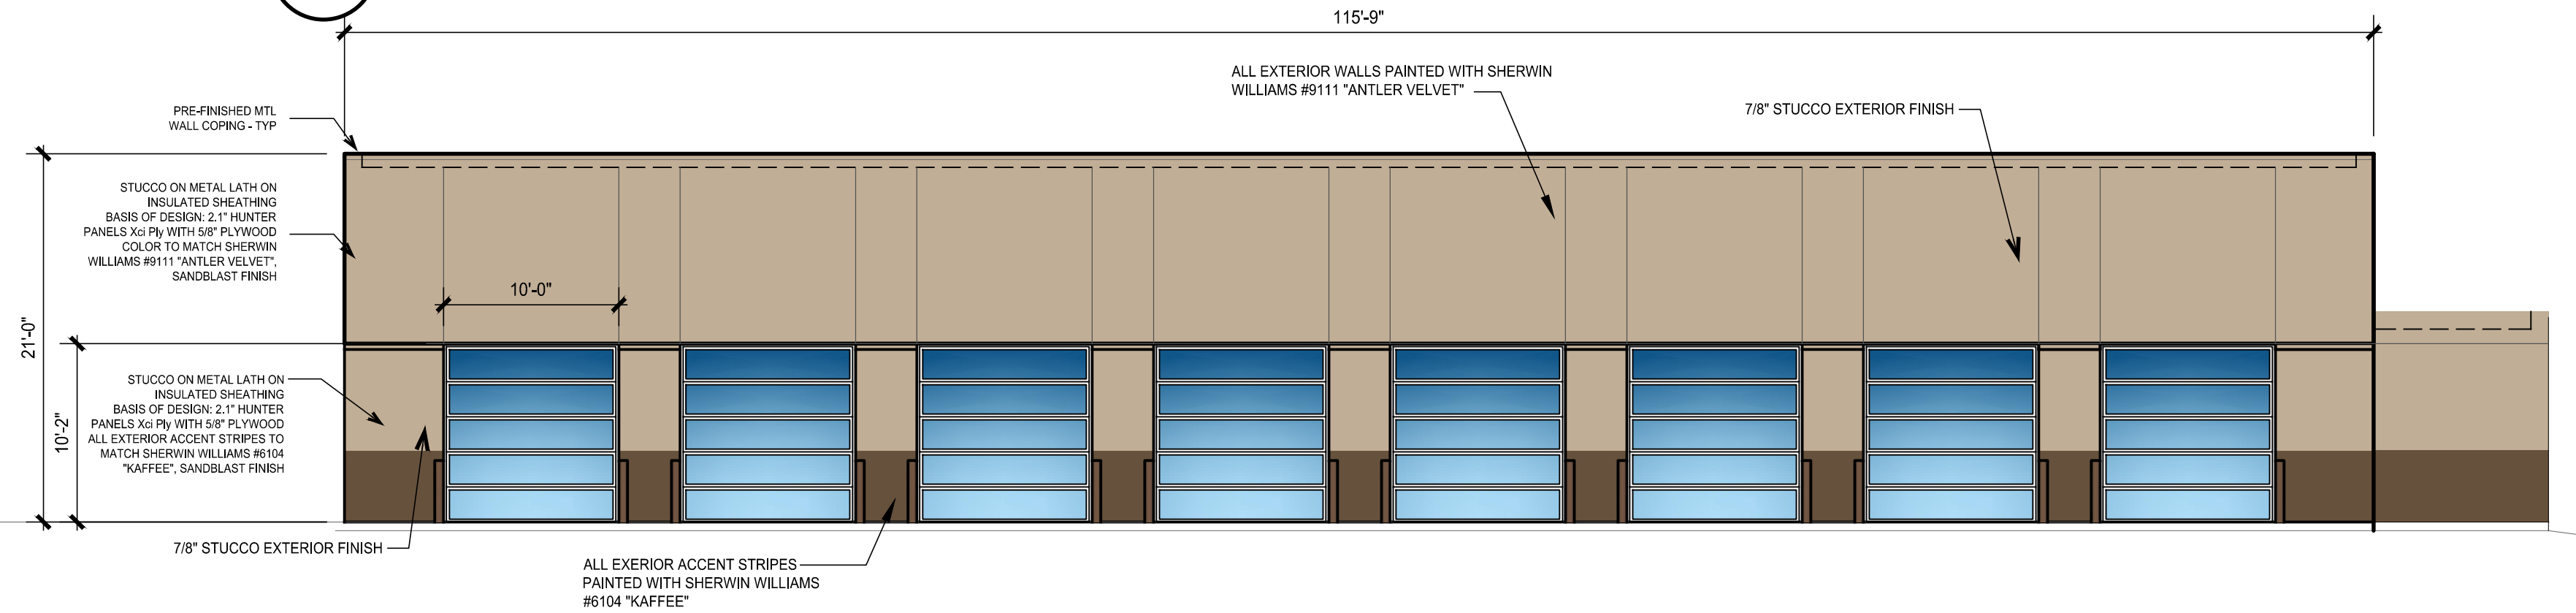 115'-9"
ALL EXTERIOR WALLS PAINTED WITH SHERWIN
WILLIAMS #9111 "ANTLER VELVET"
7/8" STUCCO EXTERIOR FINISH
PRE-FINISHED MTL
WALL COPING - TYP
STUCCO ON METAL LATH ON
INSULATED SHEATHING
BASIS OF DESIGN: 2.1" HUNTER
PANELS Xci Ply WITH 5/8" PLYWOOD
COLOR TO MATCH SHERWIN
WILLIAMS #9111 "ANTLER VELVET",
SANDBLAST FINISH
10'-0"
21'-0"
10'-2"
STUCCO ON METAL LATH ON
INSULATED SHEATHING
BASIS OF DESIGN: 2.1" HUNTER
PANELS Xci Ply WITH 5/8" PLYWOOD
ALL EXTERIOR ACCENT STRIPES TO
MATCH SHERWIN WILLIAMS #6104
"KAFFEE", SANDBLAST FINISH
7/8" STUCCO EXTERIOR FINISH
ALL EXERIOR ACCENT STRIPES
PAINTED WITH SHERWIN WILLIAMS
#6104 "KAFFEE"